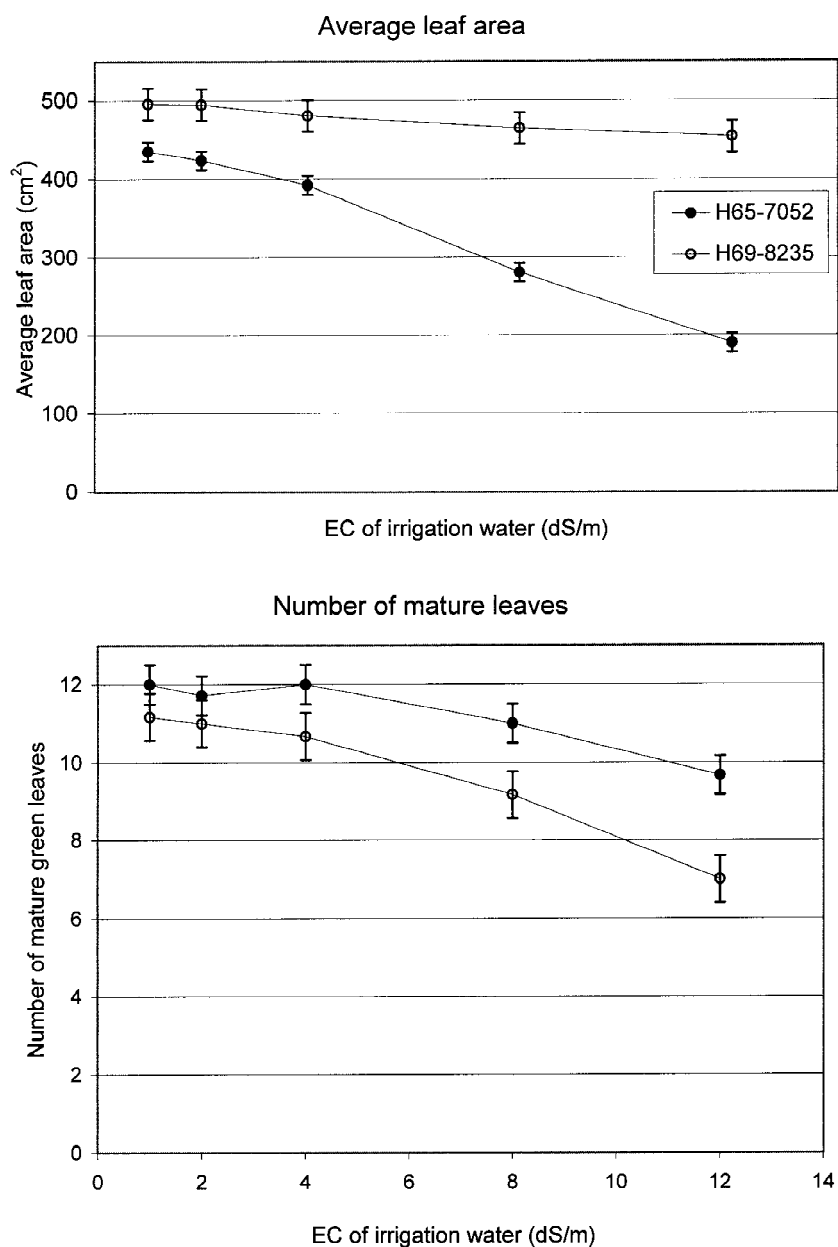 Average leaf area
Average leaf area (cm²)
500
400
300
200
100
0
H65-7052
H69-8235
EC of irrigation water (dS/m)
Number of mature leaves
Number of mature green leaves
12
10
8
6
4
2
0
0 2 4 6 8 10 12 14
EC of irrigation water (dS/m)